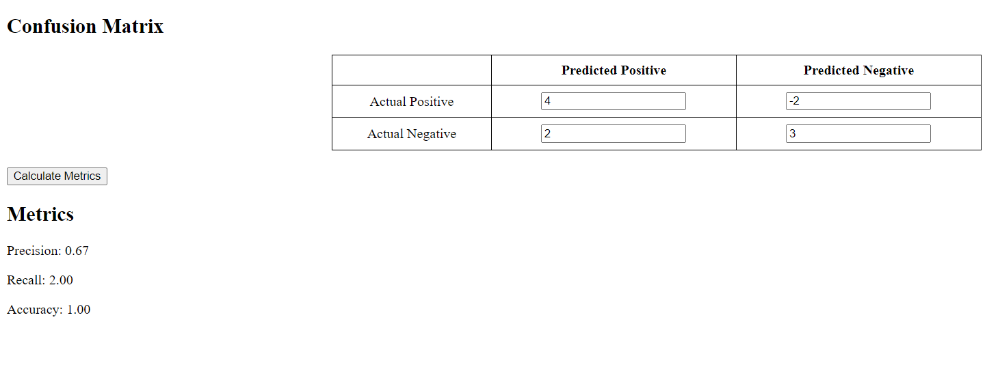 Confusion Matrix
Predicted Positive Predicted Negative
Actual Positive 4 -2
Actual Negative 2 3
Calculate Metrics
Metrics
Precision: 0.67
Recall: 2.00
Accuracy: 1.00